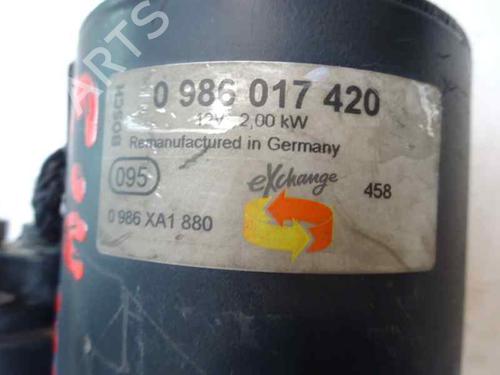 BOSCH
0 986 017 420
12V 2,00 kW
Remanufactured in Germany
095
eXchange
458
0 986 XA1 880